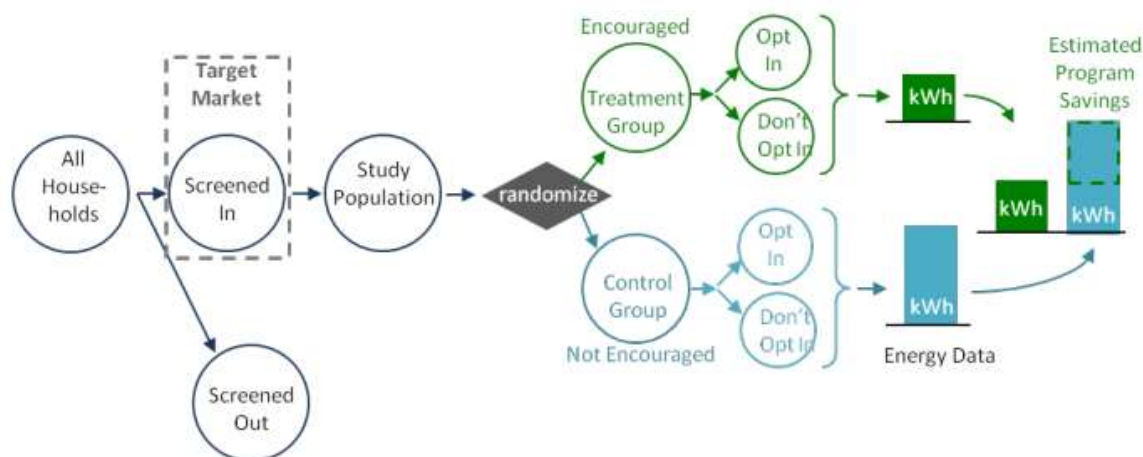 All
House-
holds
Target
Market
Screened
In
Screened
Out
Study
Population
randomize
Encouraged
Treatment
Group
Opt
In
Don't
Opt In
Control
Group
Not Encouraged
Opt
In
Don't
Opt In
kWh
kWh
Energy Data
Estimated
Program
Savings
kWh
kWh